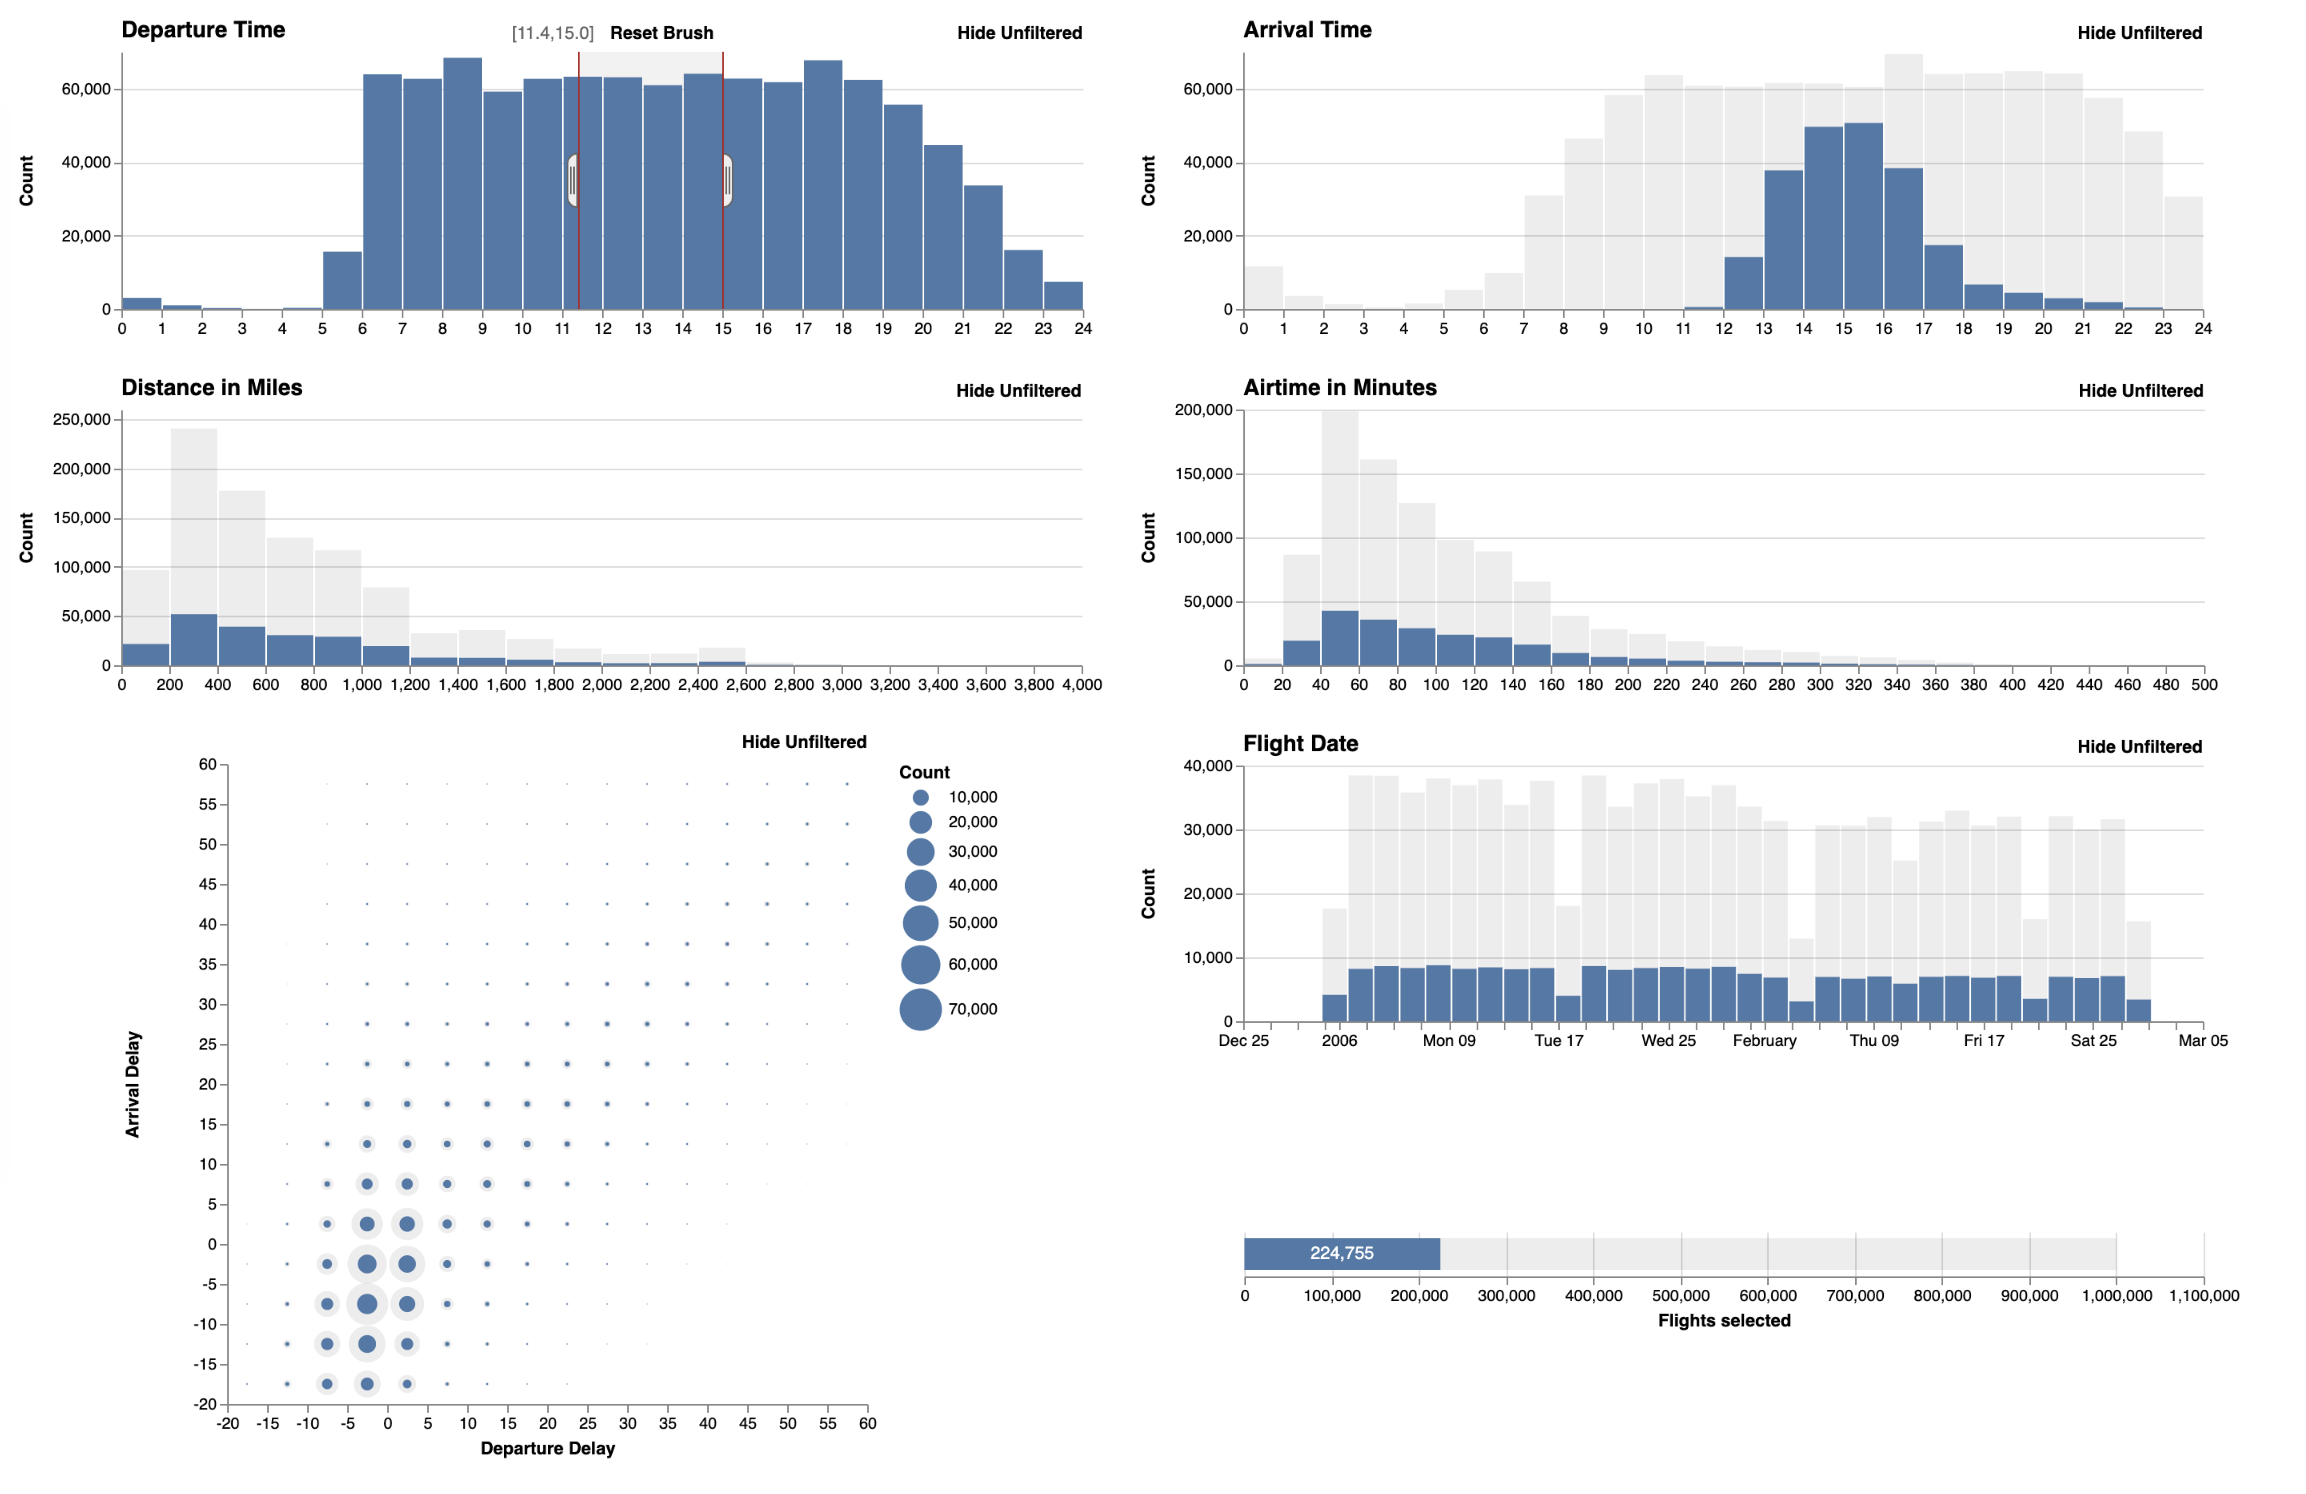 Departure Time
[11.4,15.0]
Reset Brush
Hide Unfiltered
60,000
40,000
20,000
0
Count
0 1 2 3 4 5 6 7 8 9 10 11 12 13 14 15 16 17 18 19 20 21 22 23 24
Arrival Time
Hide Unfiltered
60,000
40,000
20,000
0
Count
0 1 2 3 4 5 6 7 8 9 10 11 12 13 14 15 16 17 18 19 20 21 22 23 24
Distance in Miles
Hide Unfiltered
250,000
200,000
150,000
100,000
50,000
0
Count
0 200 400 600 800 1,000 1,200 1,400 1,600 1,800 2,000 2,200 2,400 2,600 2,800 3,000 3,200 3,400 3,600 3,800 4,000
Airtime in Minutes
Hide Unfiltered
200,000
150,000
100,000
50,000
0
Count
0 20 40 60 80 100 120 140 160 180 200 220 240 260 280 300 320 340 360 380 400 420 440 460 480 500
Hide Unfiltered
60
55
50
45
40
35
30
25
20
15
10
5
0
-5
-10
-15
-20
Arrival Delay
-20 -15 -10 -5 0 5 10 15 20 25 30 35 40 45 50 55 60
Departure Delay
Count
10,000
20,000
30,000
40,000
50,000
60,000
70,000
Flight Date
Hide Unfiltered
40,000
30,000
20,000
10,000
0
Count
Dec 25 2006 Mon 09 Tue 17 Wed 25 February Thu 09 Fri 17 Sat 25 Mar 05
224,755
0 100,000 200,000 300,000 400,000 500,000 600,000 700,000 800,000 900,000 1,000,000 1,100,000
Flights selected